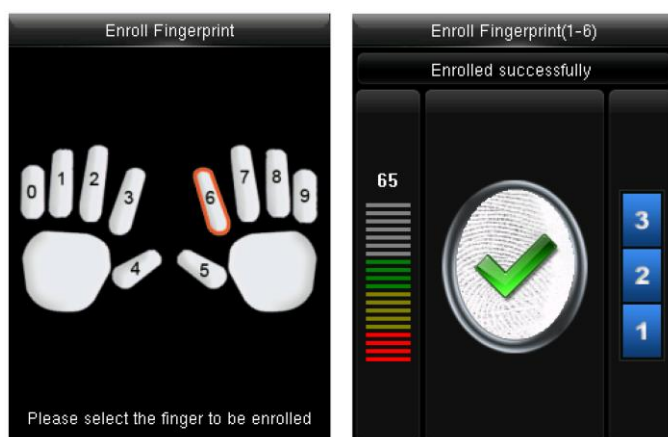 Enroll Fingerprint
0 1 2 3 6 7 8 9
4 5
Please select the finger to be enrolled
Enroll Fingerprint(1-6)
Enrolled successfully
65
3
2
1